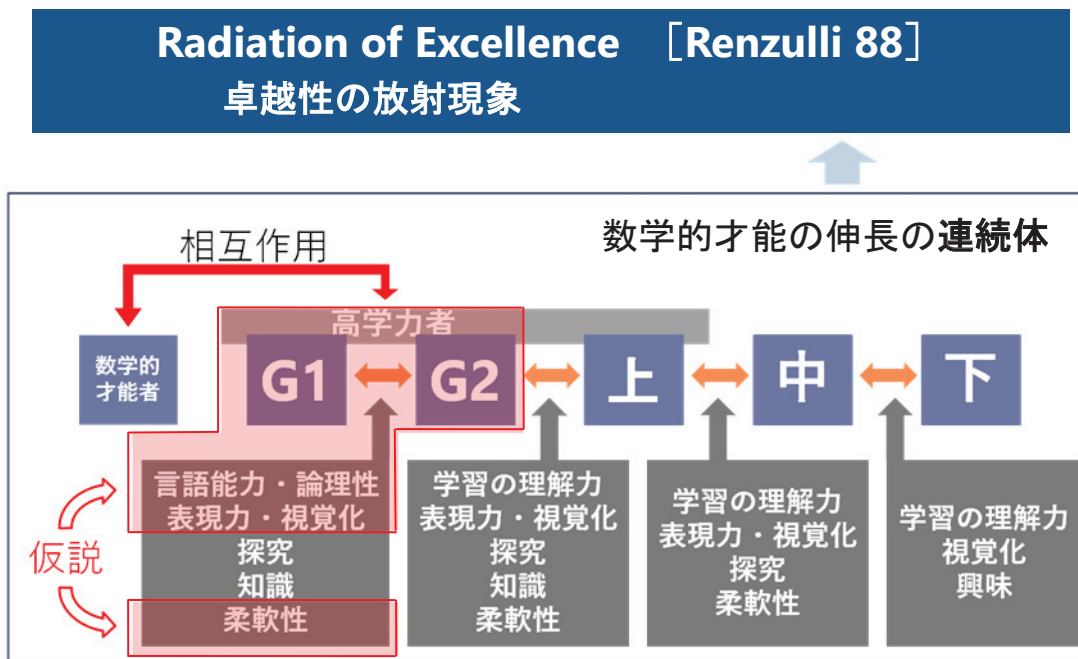 Radiation of Excellence ［Renzulli 88］
卓越性の放射現象
数学的才能の伸長の連続体
相互作用
高学力者
数学的
才能者
G1
G2
上
中
下
仮説
言語能力・論理性
表現力・視覚化
探究
知識
柔軟性
学習の理解力
表現力・視覚化
探究
知識
柔軟性
学習の理解力
表現力・視覚化
探究
柔軟性
学習の理解力
視覚化
興味